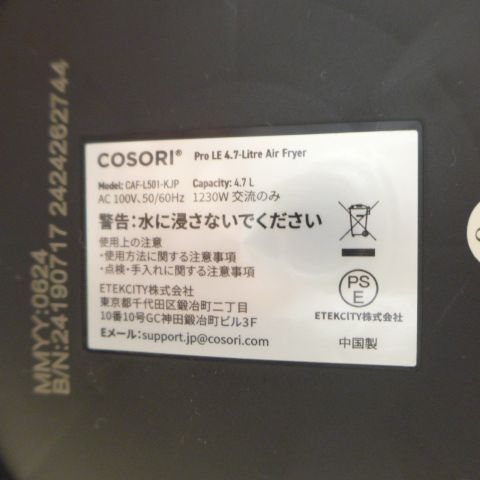 COSORI® Pro LE 4.7-Litre Air Fryer
Model: CAF-L501-KJP Capacity: 4.7 L
AC 100V, 50/60Hz 1230W 交流のみ
警告:水に浸さないでください
使用上の注意
・使用方法に関する注意事項
・点検・手入れに関する注意事項
ETEKCITY株式会社
東京都千代田区鍛冶町二丁目
10番10号GC神田鍛冶町ビル3F
Eメール:support.jp@cosori.com
PS
E
ETEKCITY株式会社
中国製
MMYY:0624
B/N:24190717 2424262744